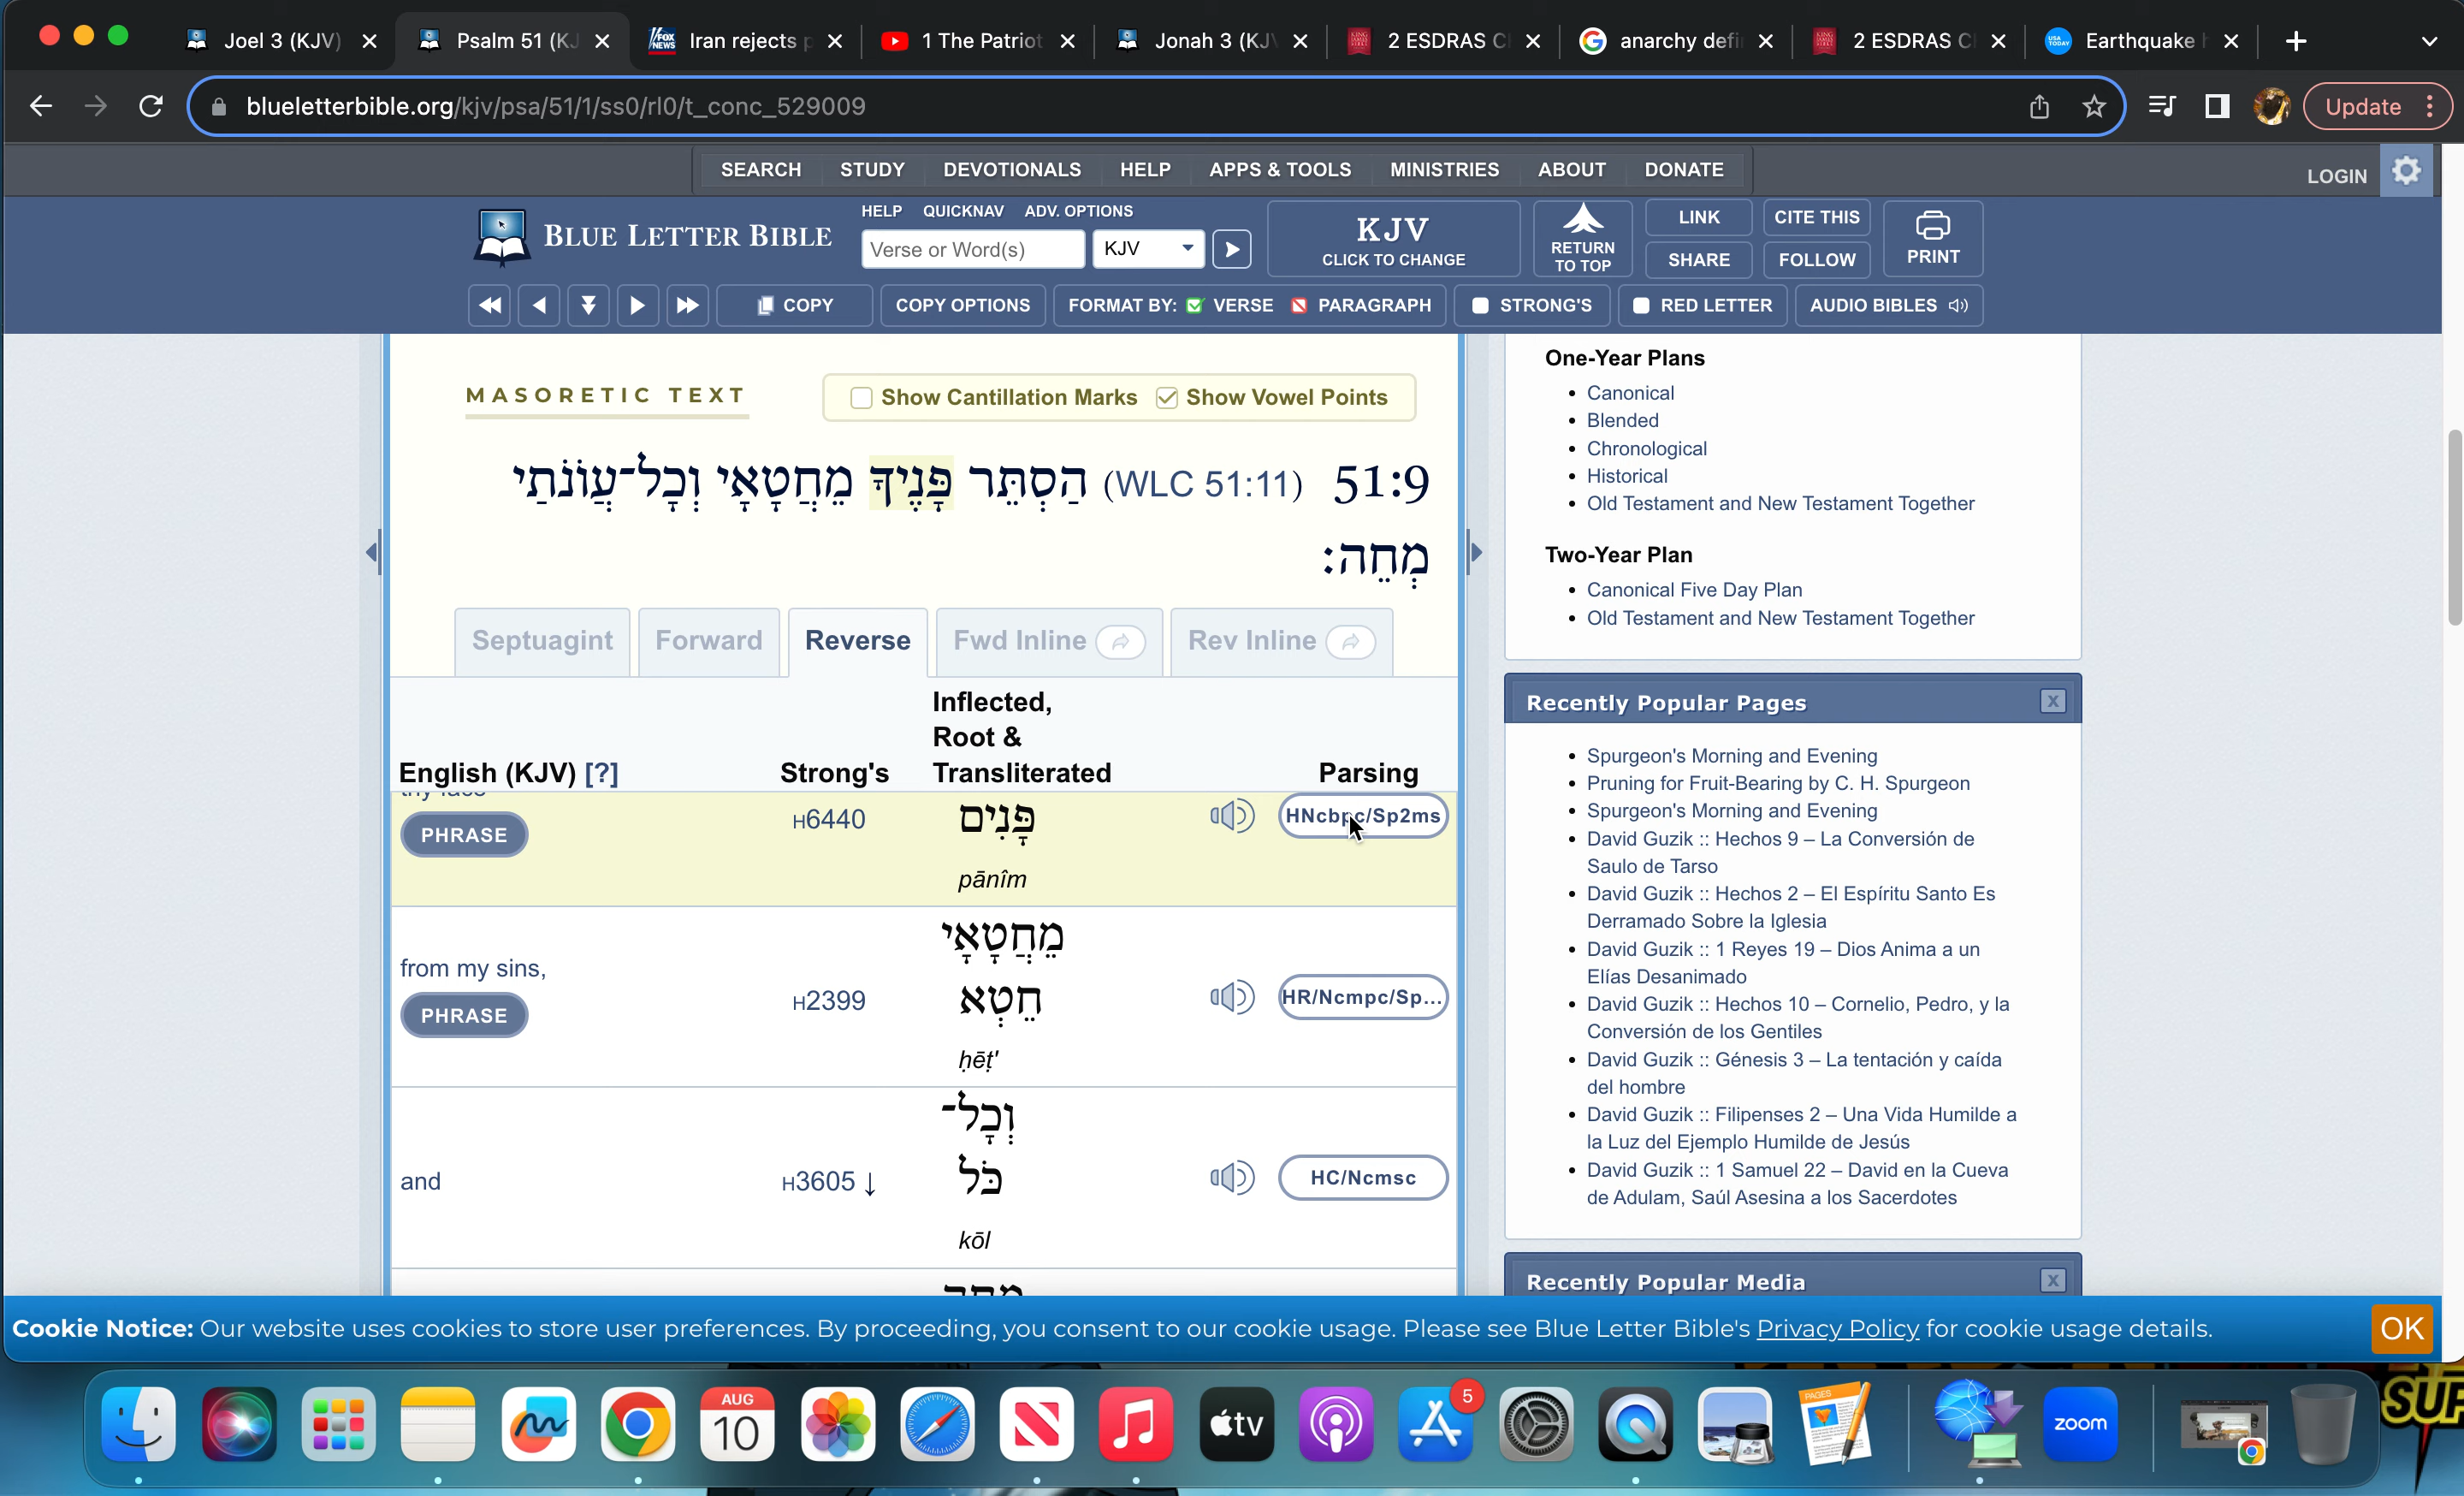 Joel 3 (KJV)
Psalm 51 (KJ
Iran rejects p
1 The Patriot
Jonah 3 (KJV
2 ESDRAS C
anarchy defi
2 ESDRAS C
Earthquake
blueletterbible.org/kjv/psa/51/1/ss0/rl0/t_conc_529009
Update
SEARCH STUDY DEVOTIONALS HELP APPS & TOOLS MINISTRIES ABOUT DONATE
LOGIN
BLUE LETTER BIBLE
HELP QUICKNAV ADV. OPTIONS
Verse or Word(s)
KJV
KJV
CLICK TO CHANGE
RETURN
TO TOP
LINK
CITE THIS
SHARE
FOLLOW
PRINT
COPY
COPY OPTIONS
FORMAT BY: VERSE PARAGRAPH
STRONG'S
RED LETTER
AUDIO BIBLES
MASORETIC TEXT
Show Cantillation Marks Show Vowel Points
51:9 (WLC 51:11) הַסְתֵּר פָּנֶיךָ מֵחֲטָאָי וְכָל־עֲוֺנֹתַי
מְחֵה׃
Septuagint Forward Reverse Fwd Inline Rev Inline
English (KJV) [?]
Strong's
Inflected,
Root &
Transliterated
Parsing
thy face
PHRASE
H6440
פָּנִים
pānîm
HNcbpc/Sp2ms
from my sins,
PHRASE
H2399
מֵחֲטָאָי
חֵטְא
ḥēṭ'
HR/Ncmpc/Sp...
and
H3605 ↓
וְכָל־
כֹּל
kōl
HC/Ncmsc
One-Year Plans
• Canonical
• Blended
• Chronological
• Historical
• Old Testament and New Testament Together
Two-Year Plan
• Canonical Five Day Plan
• Old Testament and New Testament Together
Recently Popular Pages
x
• Spurgeon's Morning and Evening
• Pruning for Fruit-Bearing by C. H. Spurgeon
• Spurgeon's Morning and Evening
• David Guzik :: Hechos 9 – La Conversión de
Saulo de Tarso
• David Guzik :: Hechos 2 – El Espíritu Santo Es
Derramado Sobre la Iglesia
• David Guzik :: 1 Reyes 19 – Dios Anima a un
Elías Desanimado
• David Guzik :: Hechos 10 – Cornelio, Pedro, y la
Conversión de los Gentiles
• David Guzik :: Génesis 3 – La tentación y caída
del hombre
• David Guzik :: Filipenses 2 – Una Vida Humilde a
la Luz del Ejemplo Humilde de Jesús
• David Guzik :: 1 Samuel 22 – David en la Cueva
de Adulam, Saúl Asesina a los Sacerdotes
Recently Popular Media
x
Cookie Notice: Our website uses cookies to store user preferences. By proceeding, you consent to our cookie usage. Please see Blue Letter Bible's Privacy Policy for cookie usage details.
OK
AUG
10
tv
5
PAGES
zoom
SUP